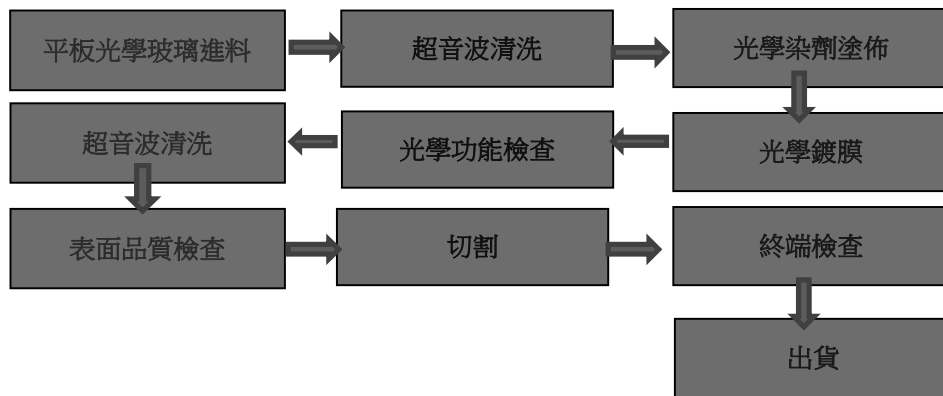 平板光學玻璃進料
超音波清洗
光學染劑塗佈
光學鍍膜
光學功能檢查
超音波清洗
表面品質檢查
切割
終端檢查
出貨